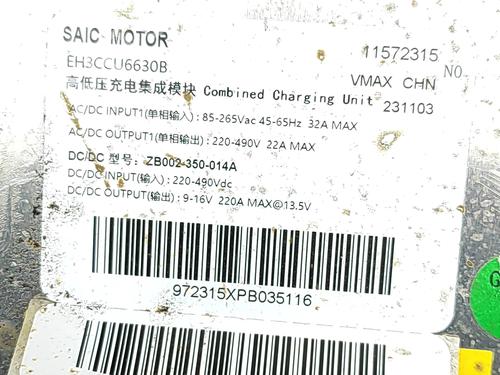 SAIC MOTOR
11572315
EH3CCU6630B
VMAX CHN
NO
高低压充电集成模块 Combined Charging Unit 231103
AC/DC INPUT1(单相输入) : 85-265Vac 45-65Hz 32A MAX
AC/DC OUTPUT1(单相输出) : 220-490V 22A MAX
DC/DC 型号: ZB002-350-014A
DC/DC INPUT(输入) : 220-490Vdc
DC/DC OUTPUT(输出) : 9-16V 220A MAX@13.5V
972315XPB035116
G